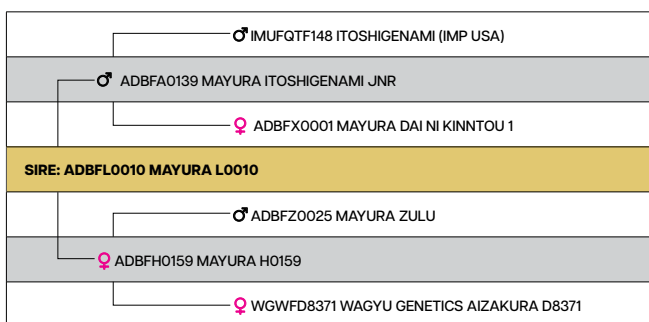 IMUFQTF148 ITOSHIGENAMI (IMP USA)
ADBFA0139 MAYURA ITOSHIGENAMI JNR
ADBFX0001 MAYURA DAI NI KINNTOU 1
SIRE: ADBFL0010 MAYURA L0010
ADBFZ0025 MAYURA ZULU
ADBFH0159 MAYURA H0159
WGWFD8371 WAGYU GENETICS AIZAKURA D8371